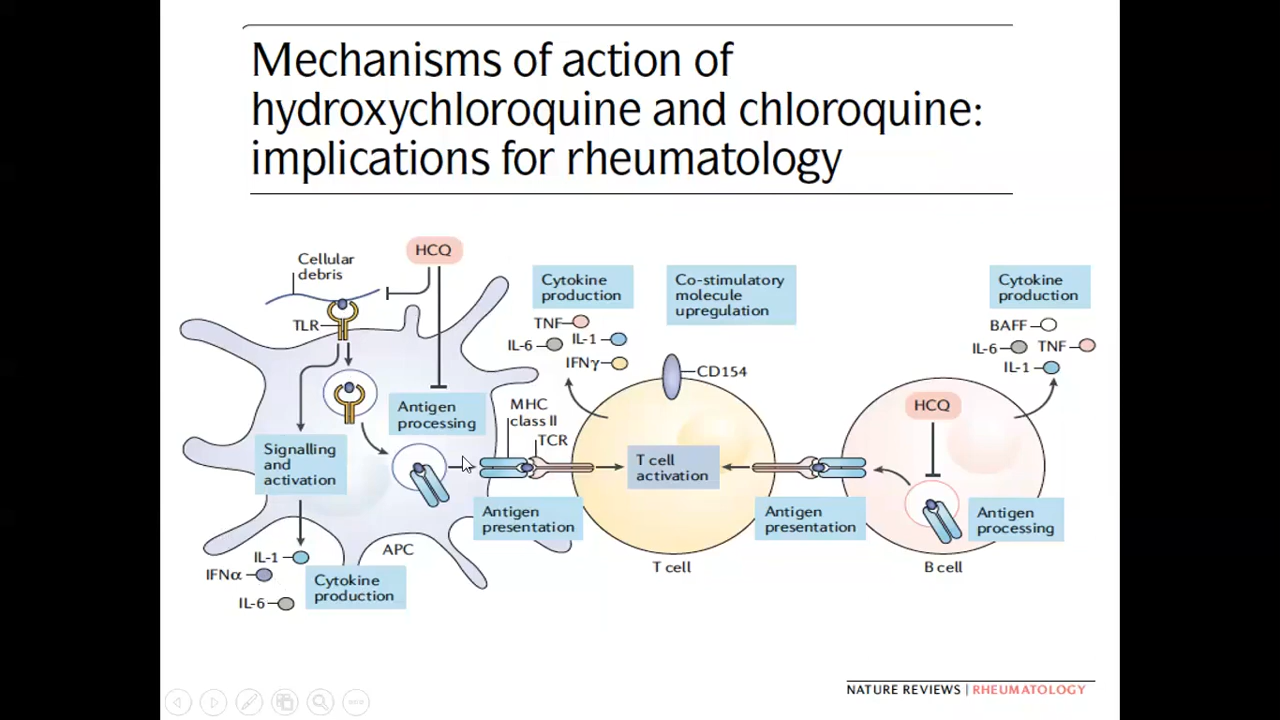 Mechanisms of action of
hydroxychloroquine and chloroquine:
implications for rheumatology
Cellular
debris
HCQ
TLR
Antigen
processing
Signalling
and
activation
MHC
class II
TCR
Antigen
presentation
APC
IL-1
IFNα
IL-6
Cytokine
production
Cytokine
production
TNF
IL-6
IL-1
IFNγ
Co-stimulatory
molecule
upregulation
CD154
T cell
activation
T cell
Antigen
presentation
Cytokine
production
BAFF
IL-6
TNF
IL-1
HCQ
Antigen
processing
B cell
NATURE REVIEWS | RHEUMATOLOGY